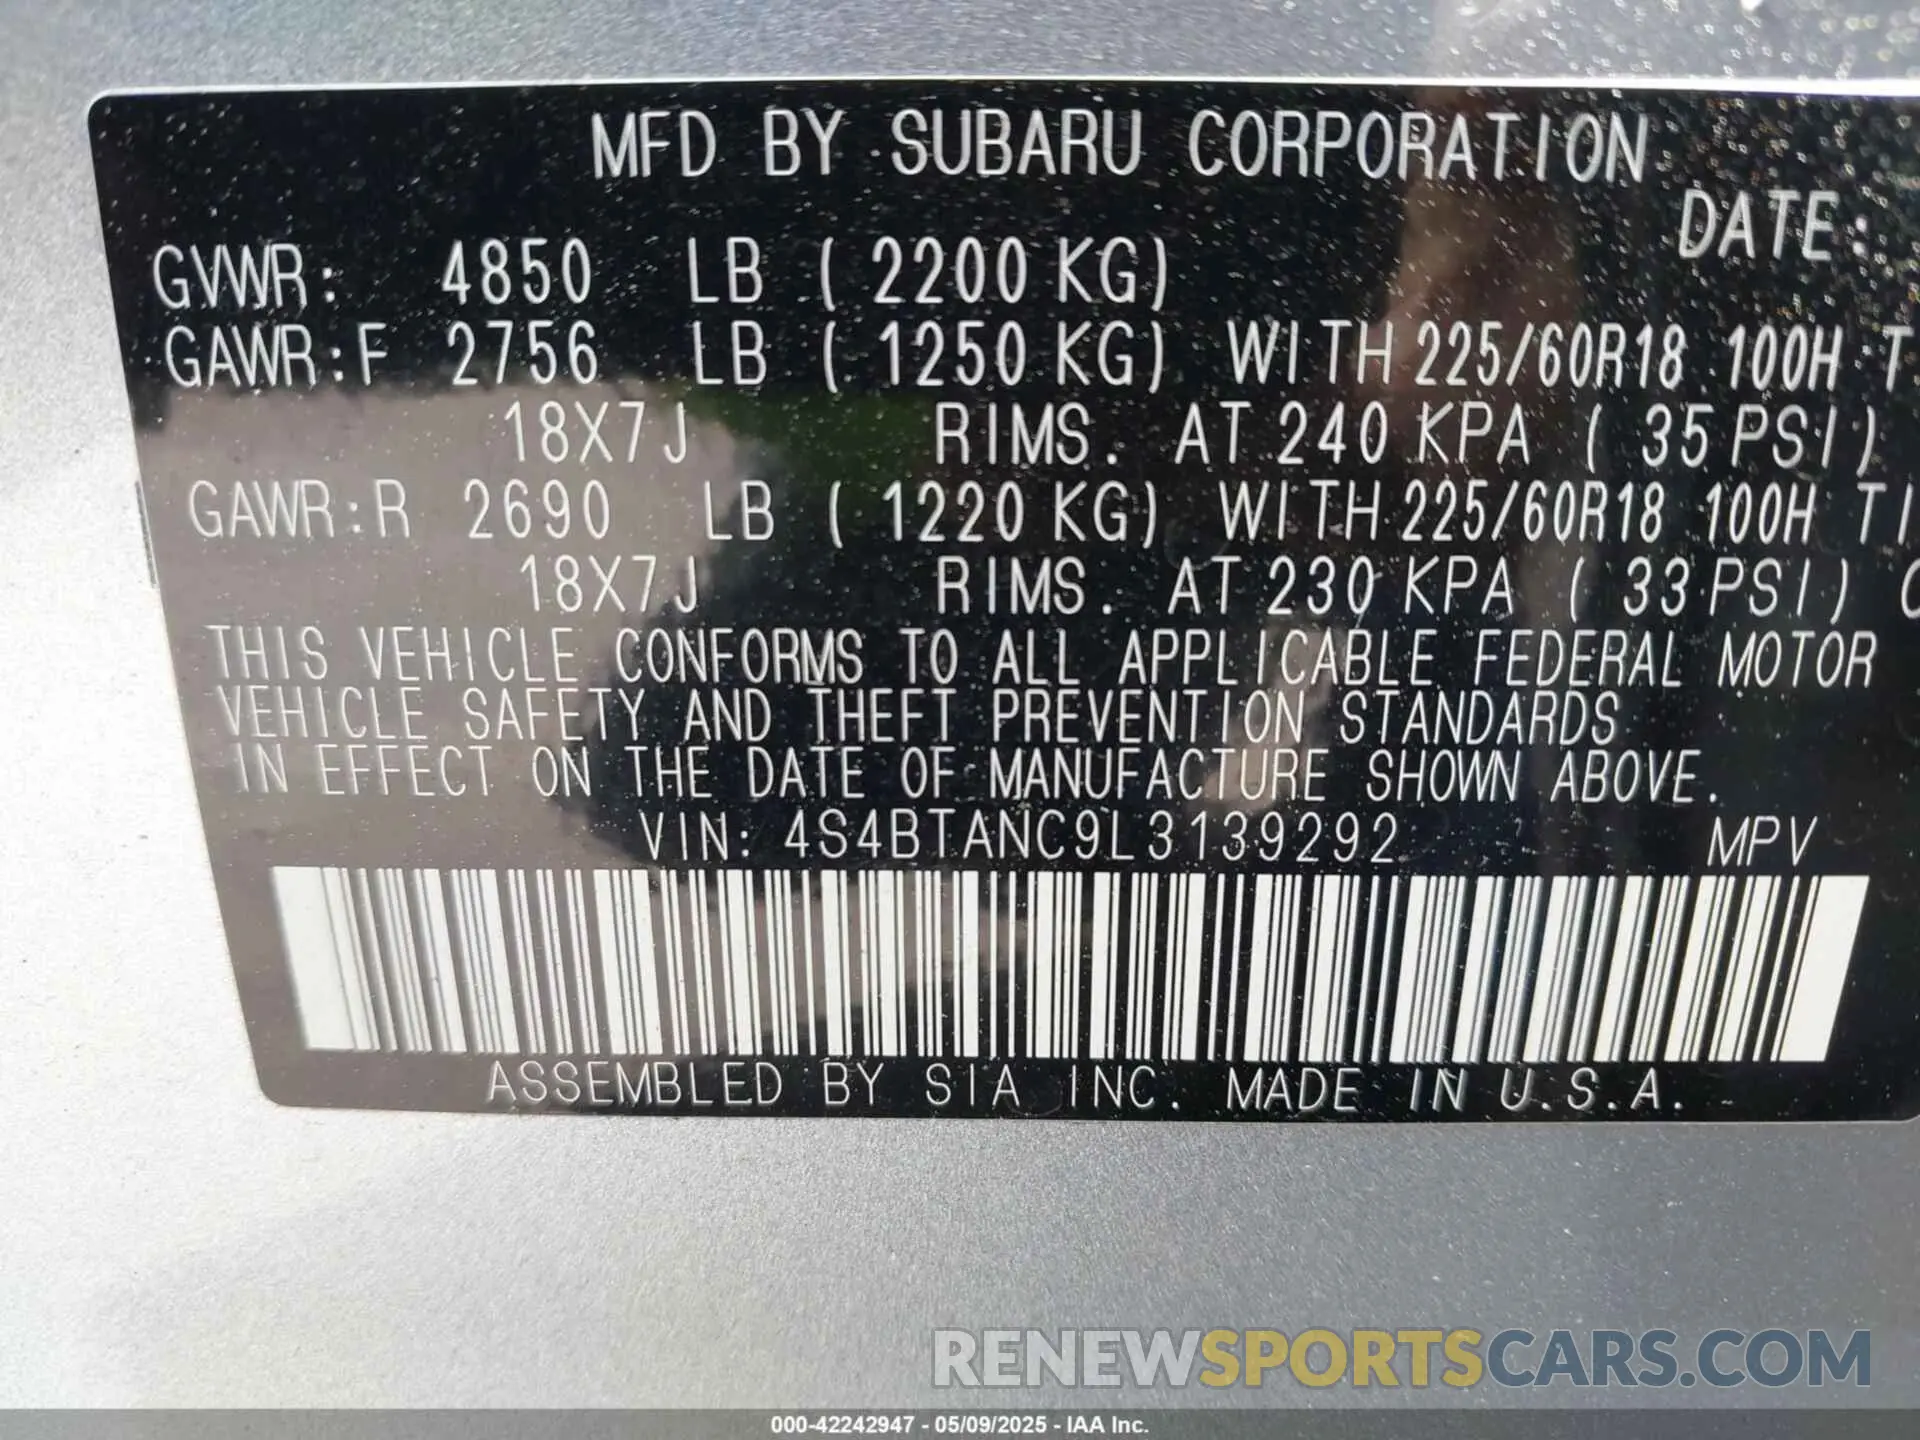 MFD BY SUBARU CORPORATION
DATE:
GVWR: 4850 LB ( 2200 KG)
GAWR:F 2756 LB ( 1250 KG) WITH 225/60R18 100H T
18X7J RIMS. AT 240 KPA ( 35 PSI)
GAWR:R 2690 LB ( 1220 KG) WITH 225/60R18 100H TI
18X7J RIMS. AT 230 KPA ( 33 PSI) C
THIS VEHICLE CONFORMS TO ALL APPLICABLE FEDERAL MOTOR
VEHICLE SAFETY AND THEFT PREVENTION STANDARDS
IN EFFECT ON THE DATE OF MANUFACTURE SHOWN ABOVE.
VIN: 4S4BTANC9L3139292 MPV
ASSEMBLED BY SIA INC. MADE IN U.S.A.
RENEWSPORTSCARS.COM
000-42242947 - 05/09/2025 - IAA Inc.